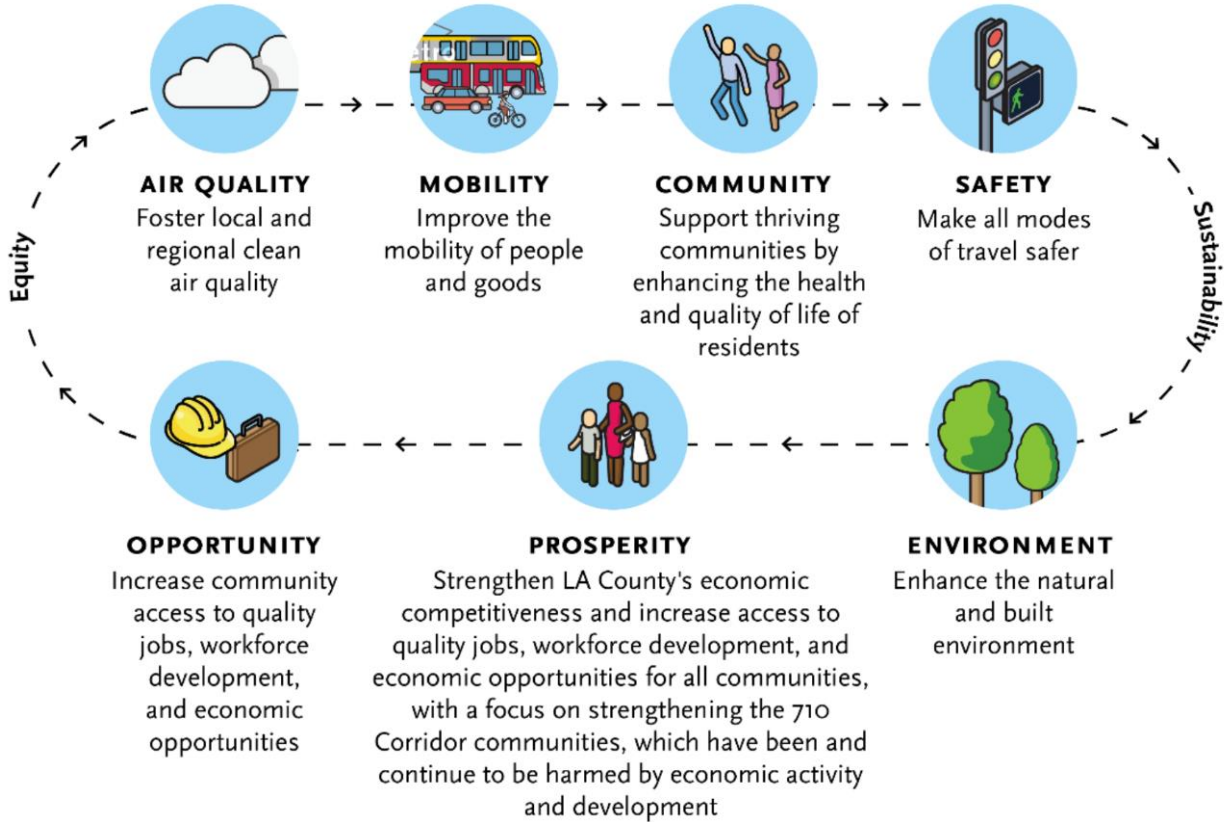 etro
AIR QUALITY
Foster local and
regional clean
air quality
MOBILITY
Improve the
mobility of people
and goods
COMMUNITY
Support thriving
communities by
enhancing the health
and quality of life of
residents
SAFETY
Make all modes
of travel safer
Equity
Sustainability
OPPORTUNITY
Increase community
access to quality
jobs, workforce
development,
and economic
opportunities
PROSPERITY
Strengthen LA County's economic
competitiveness and increase access to
quality jobs, workforce development, and
economic opportunities for all communities,
with a focus on strengthening the 710
Corridor communities, which have been and
continue to be harmed by economic activity
and development
ENVIRONMENT
Enhance the natural
and built
environment